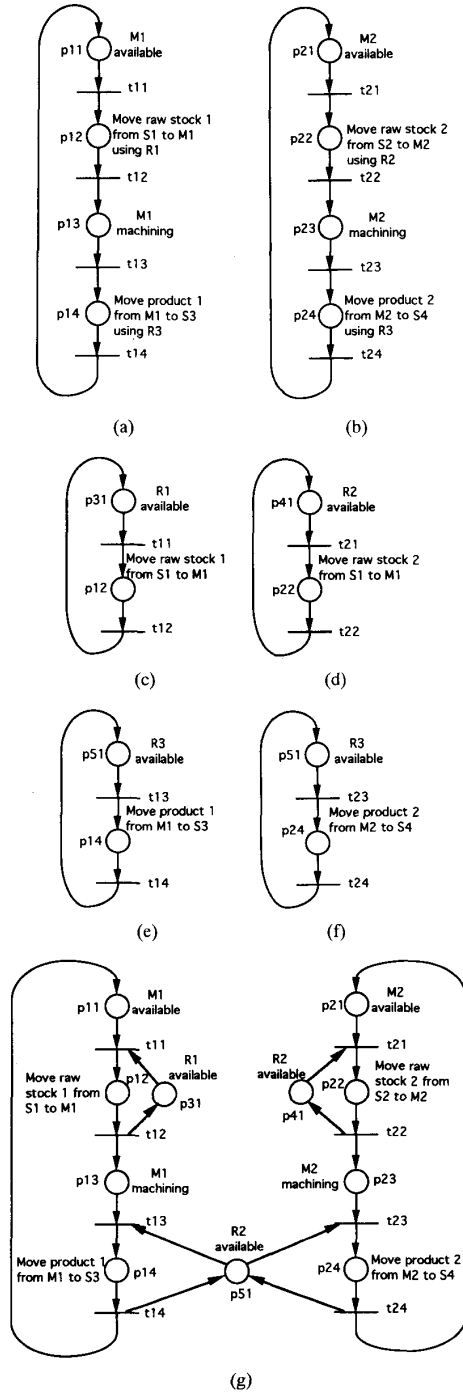 M1
p11 available
t11
Move raw stock 1
p12 from S1 to M1
using R1
t12
M1
p13 machining
t13
Move product 1
p14 from M1 to S3
using R3
t14
(a)
M2
p21 available
t21
Move raw stock 2
p22 from S2 to M2
using R2
t22
M2
p23 machining
t23
Move product 2
p24 from M2 to S4
using R3
t24
(b)
R1
p31 available
t11
Move raw stock 1
from S1 to M1
p12
t12
(c)
R2
p41 available
t21
Move raw stock 2
from S1 to M1
p22
t22
(d)
R3
p51 available
t13
Move product 1
from M1 to S3
p14
t14
(e)
R3
p51 available
t23
Move product 2
from M2 to S4
p24
t24
(f)
M1
p11 available
t11
R1
available
Move raw p12
stock 1 from
S1 to M1
p31
t12
M1
p13 machining
t13
Move product 1
from M1 to S3 p14
t14
R2
available
p51
M2
p21 available
t21
R2
available
p22 Move raw
stock 2 from
S2 to M2
p41
t22
M2
machining p23
t23
p24 Move product 2
from M2 to S4
t24
(g)